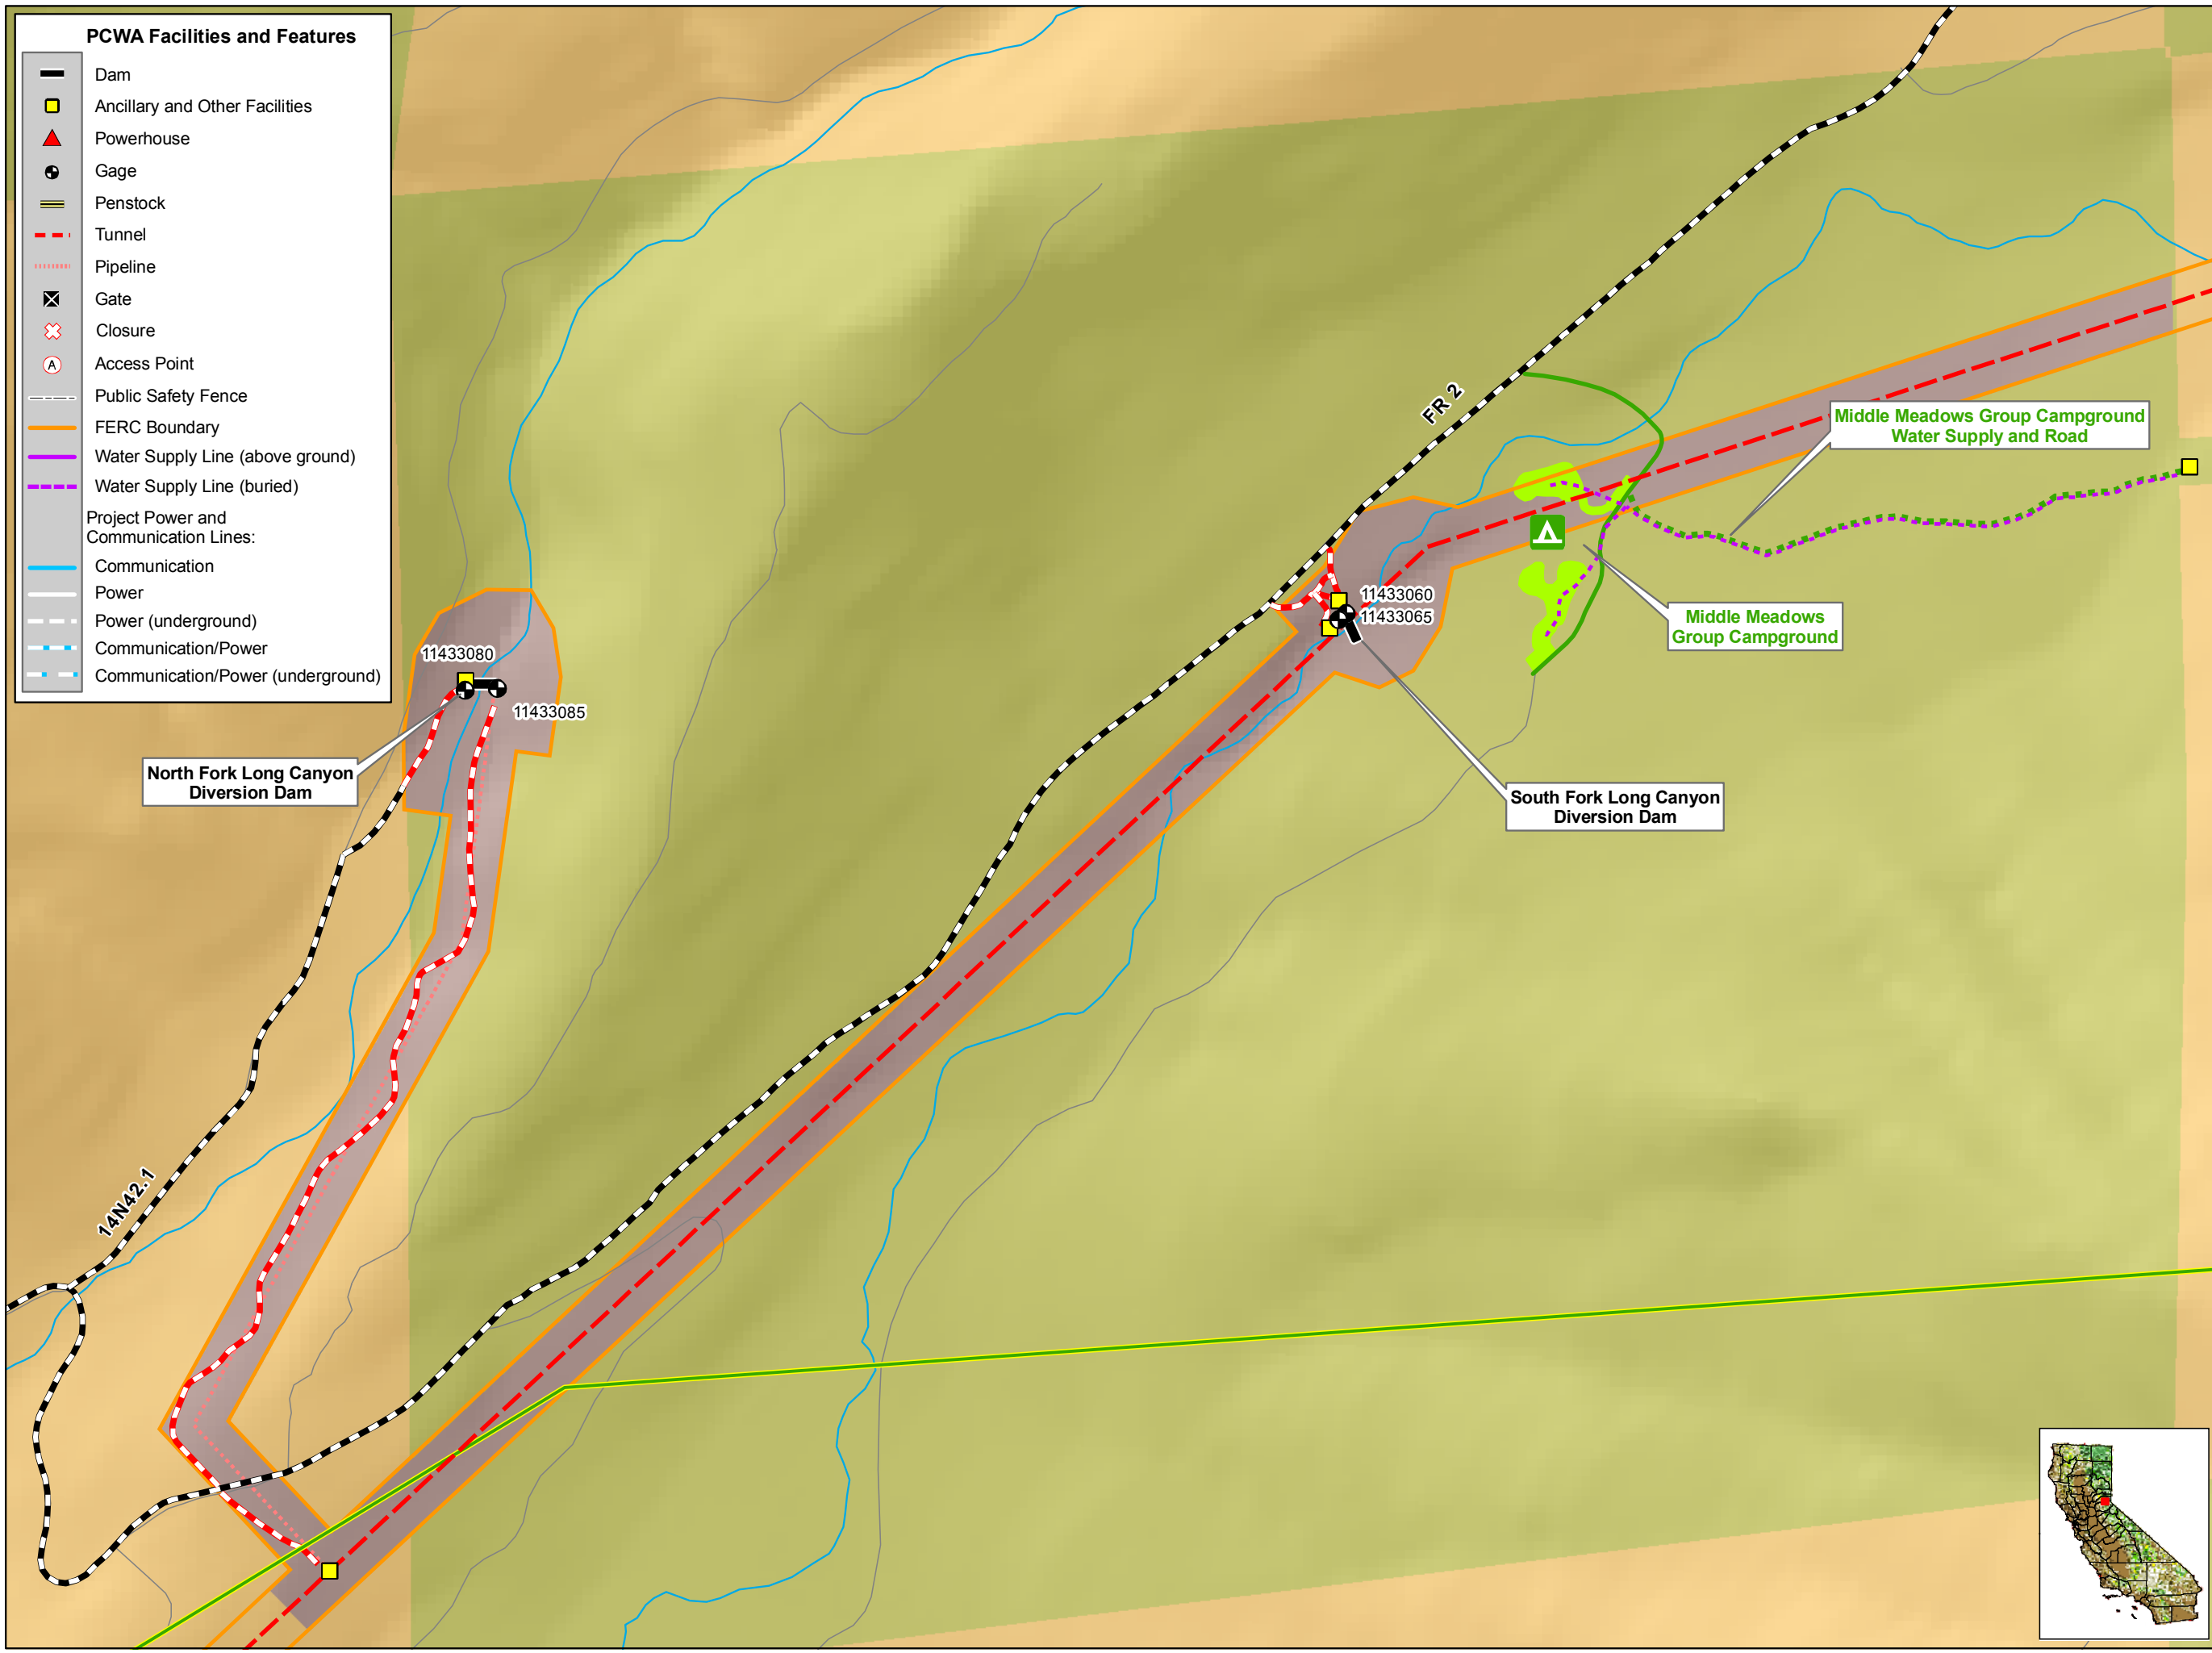 PCWA Facilities and Features
Dam
Ancillary and Other Facilities
Powerhouse
Gage
Penstock
Tunnel
Pipeline
Gate
Closure
A
Access Point
Public Safety Fence
FERC Boundary
Water Supply Line (above ground)
Water Supply Line (buried)
Project Power and
Communication Lines:
Communication
Power
Power (underground)
Communication/Power
Communication/Power (underground)
FR 2
Middle Meadows Group Campground
Water Supply and Road
11433060
11433065
Middle Meadows
Group Campground
11433080
11433085
North Fork Long Canyon
Diversion Dam
South Fork Long Canyon
Diversion Dam
14N42.1